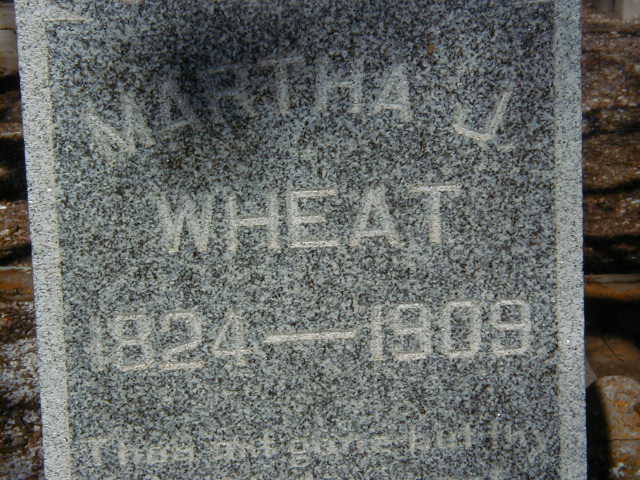 MARTHA J.
WHEAT
1824—1909
Thou art gone but thy